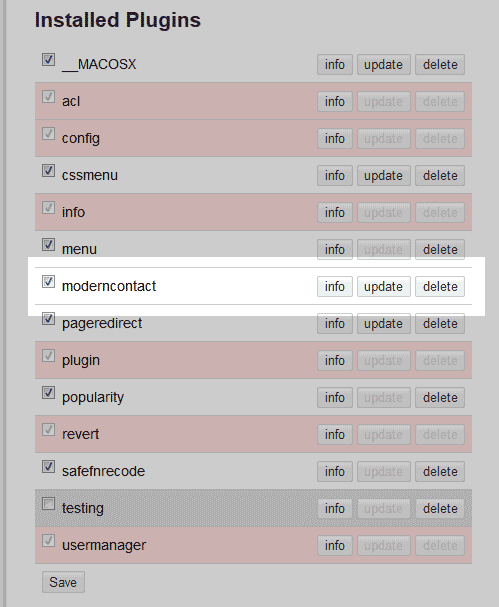 Installed Plugins
__MACOSX info update delete
acl info update delete
config info update delete
cssmenu info update delete
info info update delete
menu info update delete
moderncontact info update delete
pageredirect info update delete
plugin info update delete
popularity info update delete
revert info update delete
safefnrecode info update delete
testing info update delete
usermanager info update delete
Save